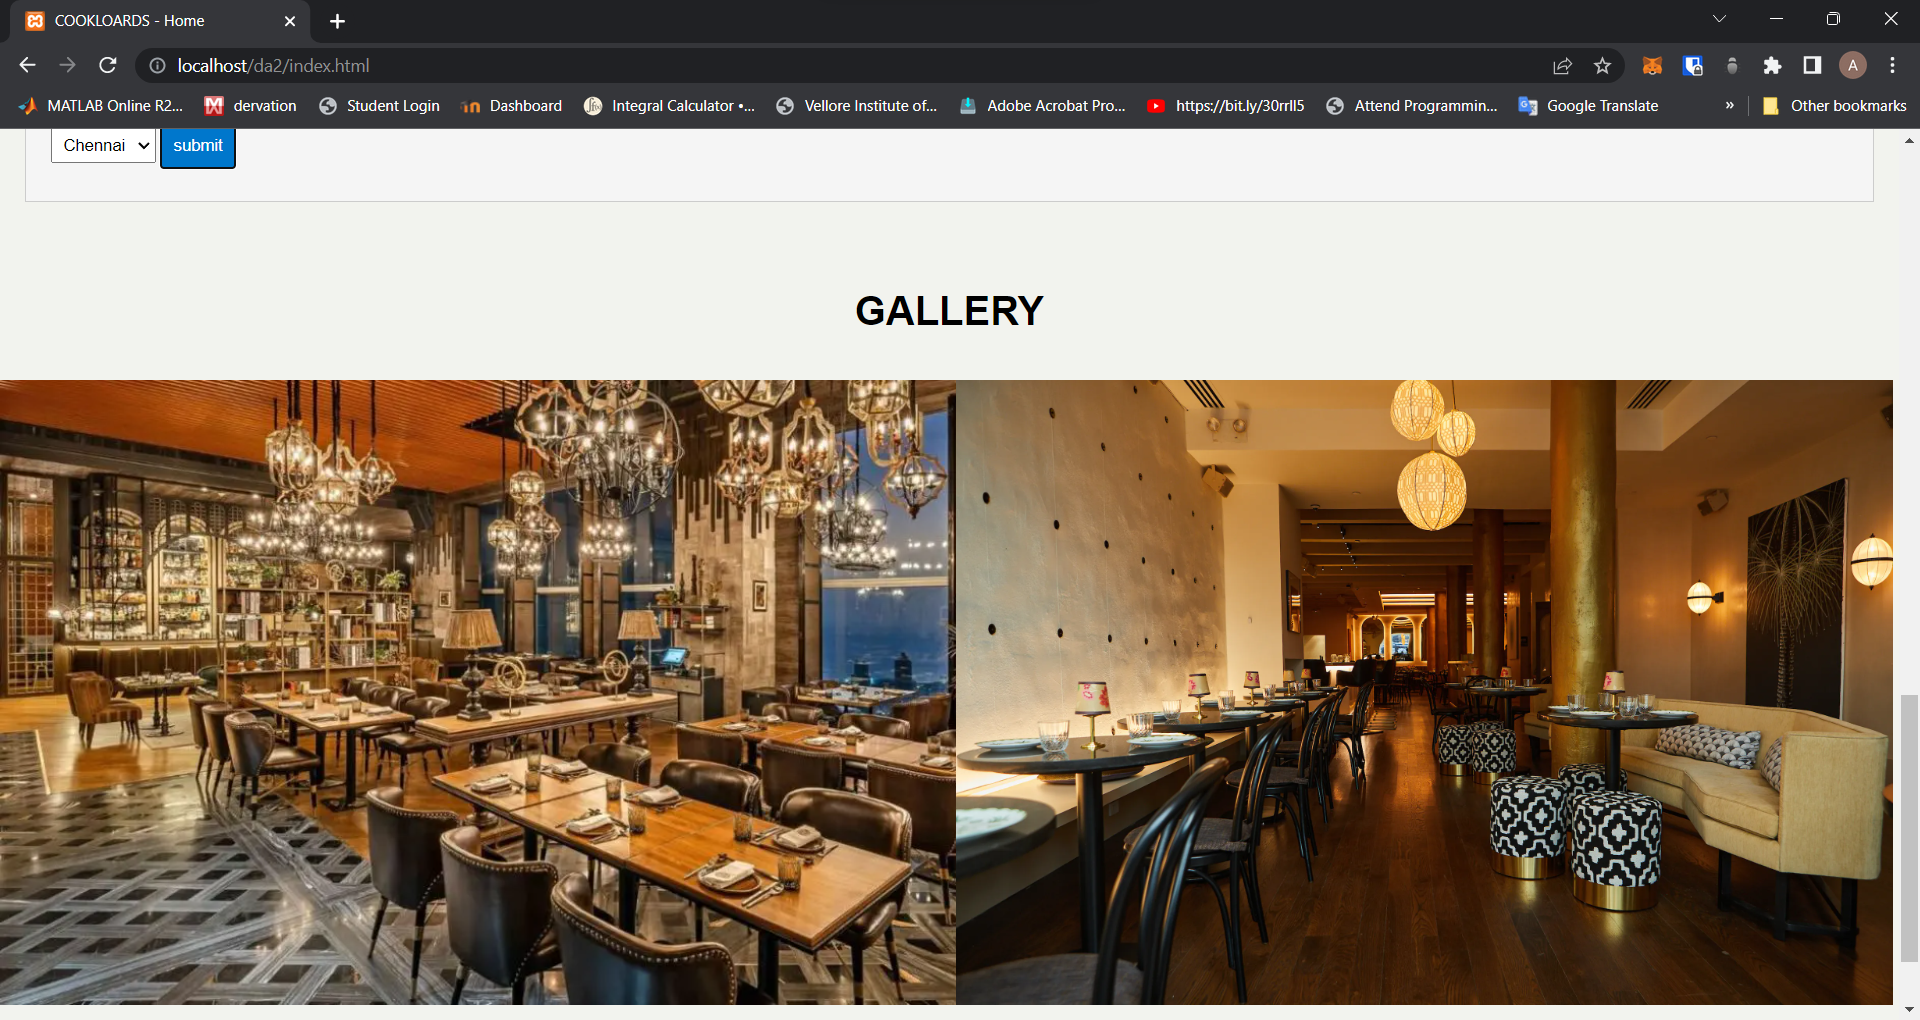 COOKLOARDS - Home
localhost/da2/index.html
A
MATLAB Online R2... dervation Student Login Dashboard Integral Calculator •... Vellore Institute of... Adobe Acrobat Pro... https://bit.ly/30rrII5 Attend Programmin... Google Translate » Other bookmarks
Chennai submit
GALLERY